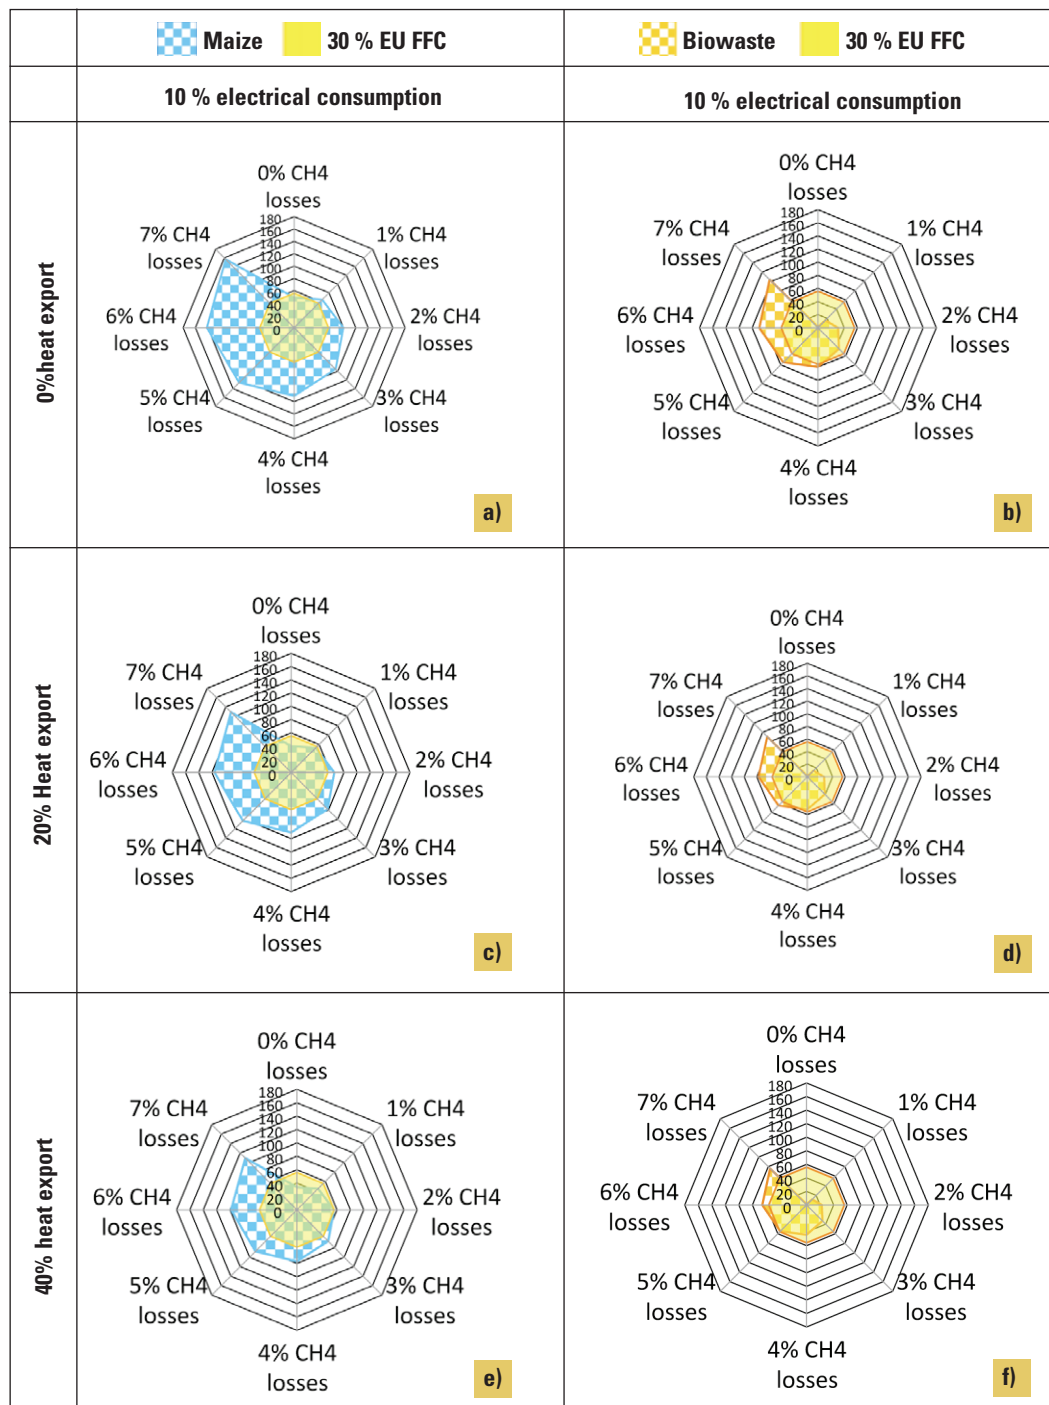 Maize 30 % EU FFC
Biowaste 30 % EU FFC
10 % electrical consumption
10 % electrical consumption
0%heat export
0% CH4
losses
1% CH4
losses
2% CH4
losses
3% CH4
losses
4% CH4
losses
5% CH4
losses
6% CH4
losses
7% CH4
losses
180
160
140
120
100
80
60
40
20
0
a)
0% CH4
losses
1% CH4
losses
2% CH4
losses
3% CH4
losses
4% CH4
losses
5% CH4
losses
6% CH4
losses
7% CH4
losses
180
160
140
120
100
80
60
40
20
0
b)
20% Heat export
0% CH4
losses
1% CH4
losses
2% CH4
losses
3% CH4
losses
4% CH4
losses
5% CH4
losses
6% CH4
losses
7% CH4
losses
180
160
140
120
100
80
60
40
20
0
c)
0% CH4
losses
1% CH4
losses
2% CH4
losses
3% CH4
losses
4% CH4
losses
5% CH4
losses
6% CH4
losses
7% CH4
losses
180
160
140
120
100
80
60
40
20
0
d)
40% heat export
0% CH4
losses
1% CH4
losses
2% CH4
losses
3% CH4
losses
4% CH4
losses
5% CH4
losses
6% CH4
losses
7% CH4
losses
180
160
140
120
100
80
60
40
20
0
e)
0% CH4
losses
1% CH4
losses
2% CH4
losses
3% CH4
losses
4% CH4
losses
5% CH4
losses
6% CH4
losses
7% CH4
losses
180
160
140
120
100
80
60
40
20
0
f)